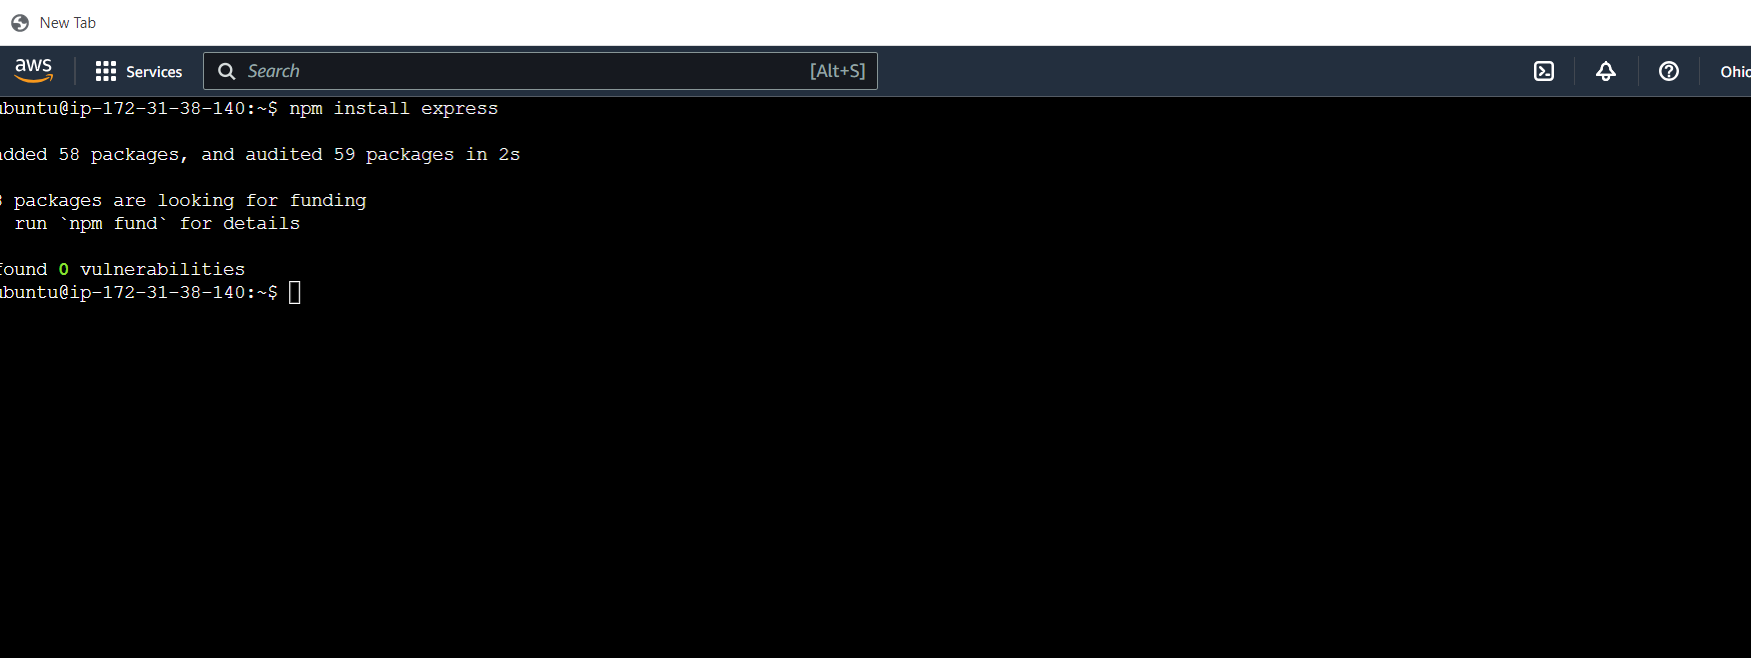 New Tab
aws Services Search [Alt+S]
ubuntu@ip-172-31-38-140:~$ npm install express
added 58 packages, and audited 59 packages in 2s
packages are looking for funding
run `npm fund` for details
found 0 vulnerabilities
ubuntu@ip-172-31-38-140:~$